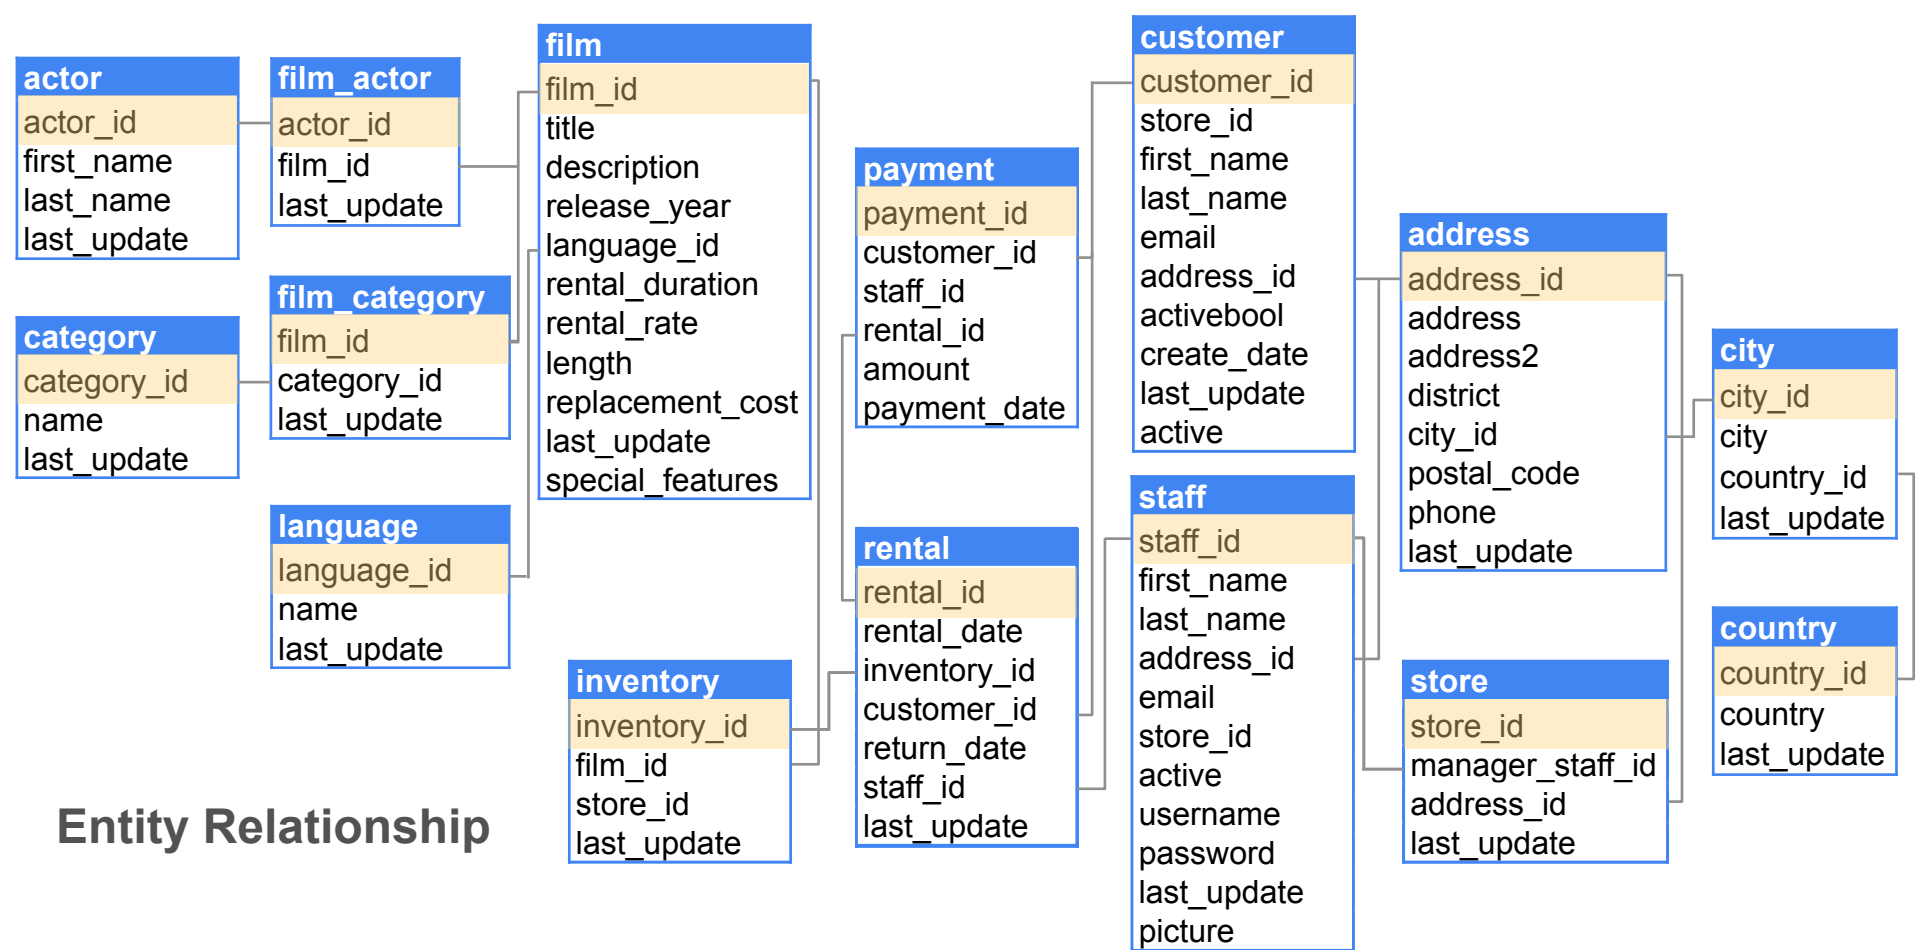 actor
actor_id
first_name
last_name
last_update
film_actor
actor_id
film_id
last_update
category
category_id
name
last_update
film_category
film_id
category_id
last_update
language
language_id
name
last_update
film
film_id
title
description
release_year
language_id
rental_duration
rental_rate
length
replacement_cost
last_update
special_features
inventory
inventory_id
film_id
store_id
last_update
payment
payment_id
customer_id
staff_id
rental_id
amount
payment_date
rental
rental_id
rental_date
inventory_id
customer_id
return_date
staff_id
last_update
customer
customer_id
store_id
first_name
last_name
email
address_id
activebool
create_date
last_update
active
staff
staff_id
first_name
last_name
address_id
email
store_id
active
username
password
last_update
picture
address
address_id
address
address2
district
city_id
postal_code
phone
last_update
store
store_id
manager_staff_id
address_id
last_update
city
city_id
city
country_id
last_update
country
country_id
country
last_update
Entity Relationship